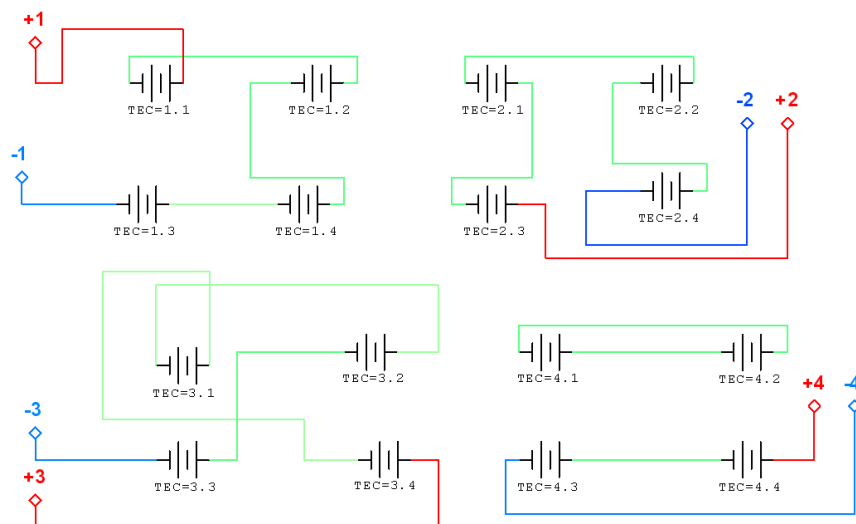 +1
TEC=1.1
TEC=1.2
TEC=2.1
TEC=2.2
-2
+2
-1
TEC=1.3
TEC=1.4
TEC=2.3
TEC=2.4
TEC=3.1
TEC=3.2
TEC=4.1
TEC=4.2
+4
-4
-3
TEC=3.3
TEC=3.4
TEC=4.3
TEC=4.4
+3